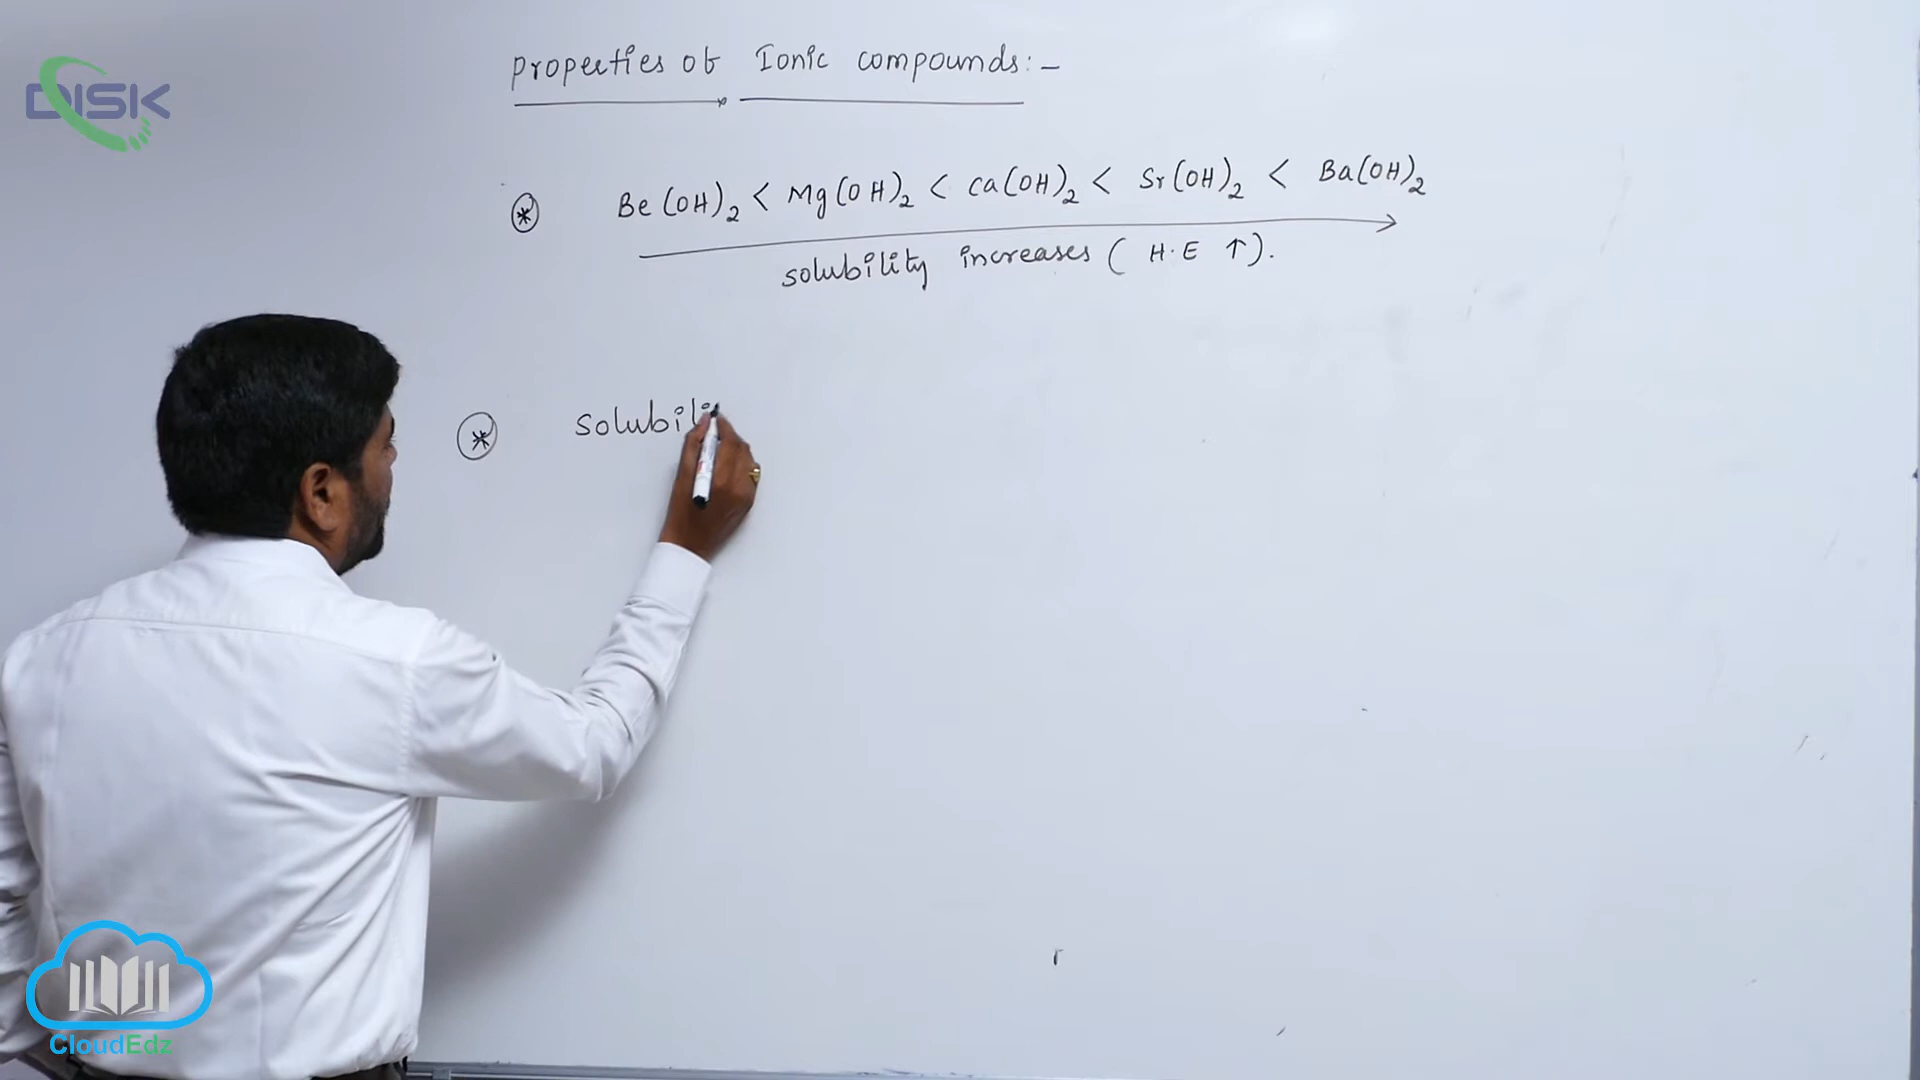 DISK
properties of Ionic compounds:-
* Be(OH)₂ < Mg(OH)₂ < Ca(OH)₂ < Sr(OH)₂ < Ba(OH)₂
solubility increases ( H.E ↑).
* solubili
CloudEdz